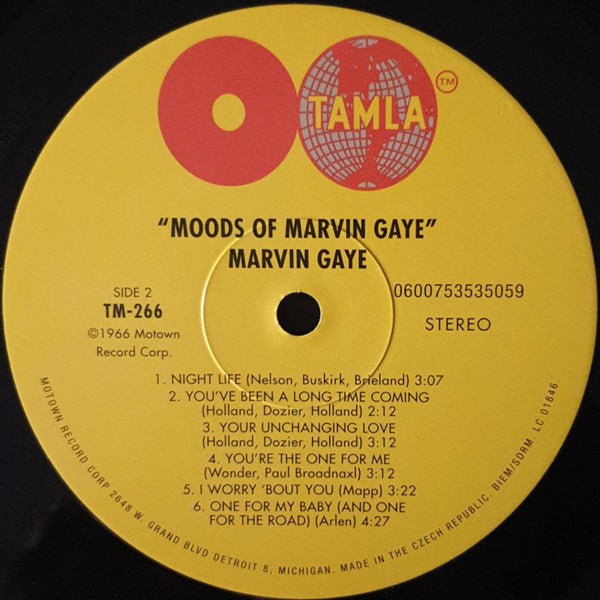 TAMLA
TM
"MOODS OF MARVIN GAYE"
MARVIN GAYE
SIDE 2
TM-266
©1966 Motown
Record Corp.
0600753535059
STEREO
1. NIGHT LIFE (Nelson, Buskirk, Brieland) 3:07
2. YOU'VE BEEN A LONG TIME COMING
(Holland, Dozier, Holland) 2:12
3. YOUR UNCHANGING LOVE
(Holland, Dozier, Holland) 3:12
4. YOU'RE THE ONE FOR ME
(Wonder, Paul Broadnaxl) 3:12
5. I WORRY 'BOUT YOU (Mapp) 3:22
6. ONE FOR MY BABY (AND ONE
FOR THE ROAD) (Arlen) 4:27
MOTOWN RECORD CORP 2648 W. GRAND BLVD DETROIT 8, MICHIGAN. MADE IN THE CZECH REPUBLIC. BIEM/SDRM. LC 01846.